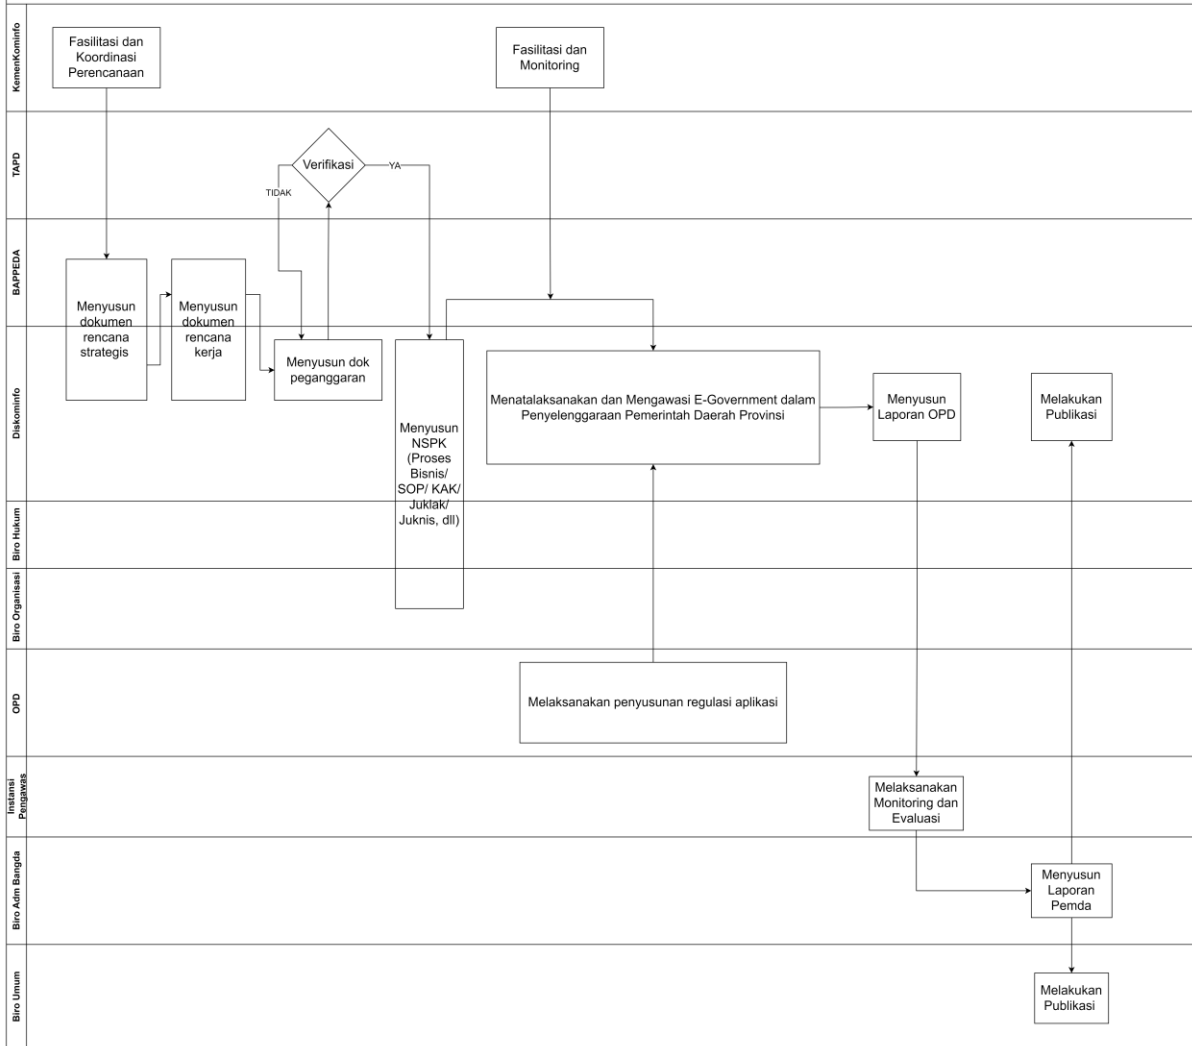 KemenKominfo
Fasilitasi dan
Koordinasi
Perencanaan
Fasilitasi dan
Monitoring
TAPD
Verifikasi
YA
TIDAK
BAPPEDA
Menyusun
dokumen
rencana
strategis
Menyusun
dokumen
rencana
kerja
Diskominfo
Menyusun dok
peganggaran
Menyusun
NSPK
(Proses
Bisnis/
SOP/ KAK/
Juklak/
Juknis, dll)
Menatalaksanakan dan Mengawasi E-Government dalam
Penyelenggaraan Pemerintah Daerah Provinsi
Menyusun
Laporan OPD
Melakukan
Publikasi
Biro Hukum
Biro Organisasi
OPD
Melaksanakan penyusunan regulasi aplikasi
Instansi
Pengawas
Melaksanakan
Monitoring dan
Evaluasi
Biro Adm Bangda
Menyusun
Laporan
Pemda
Biro Umum
Melakukan
Publikasi